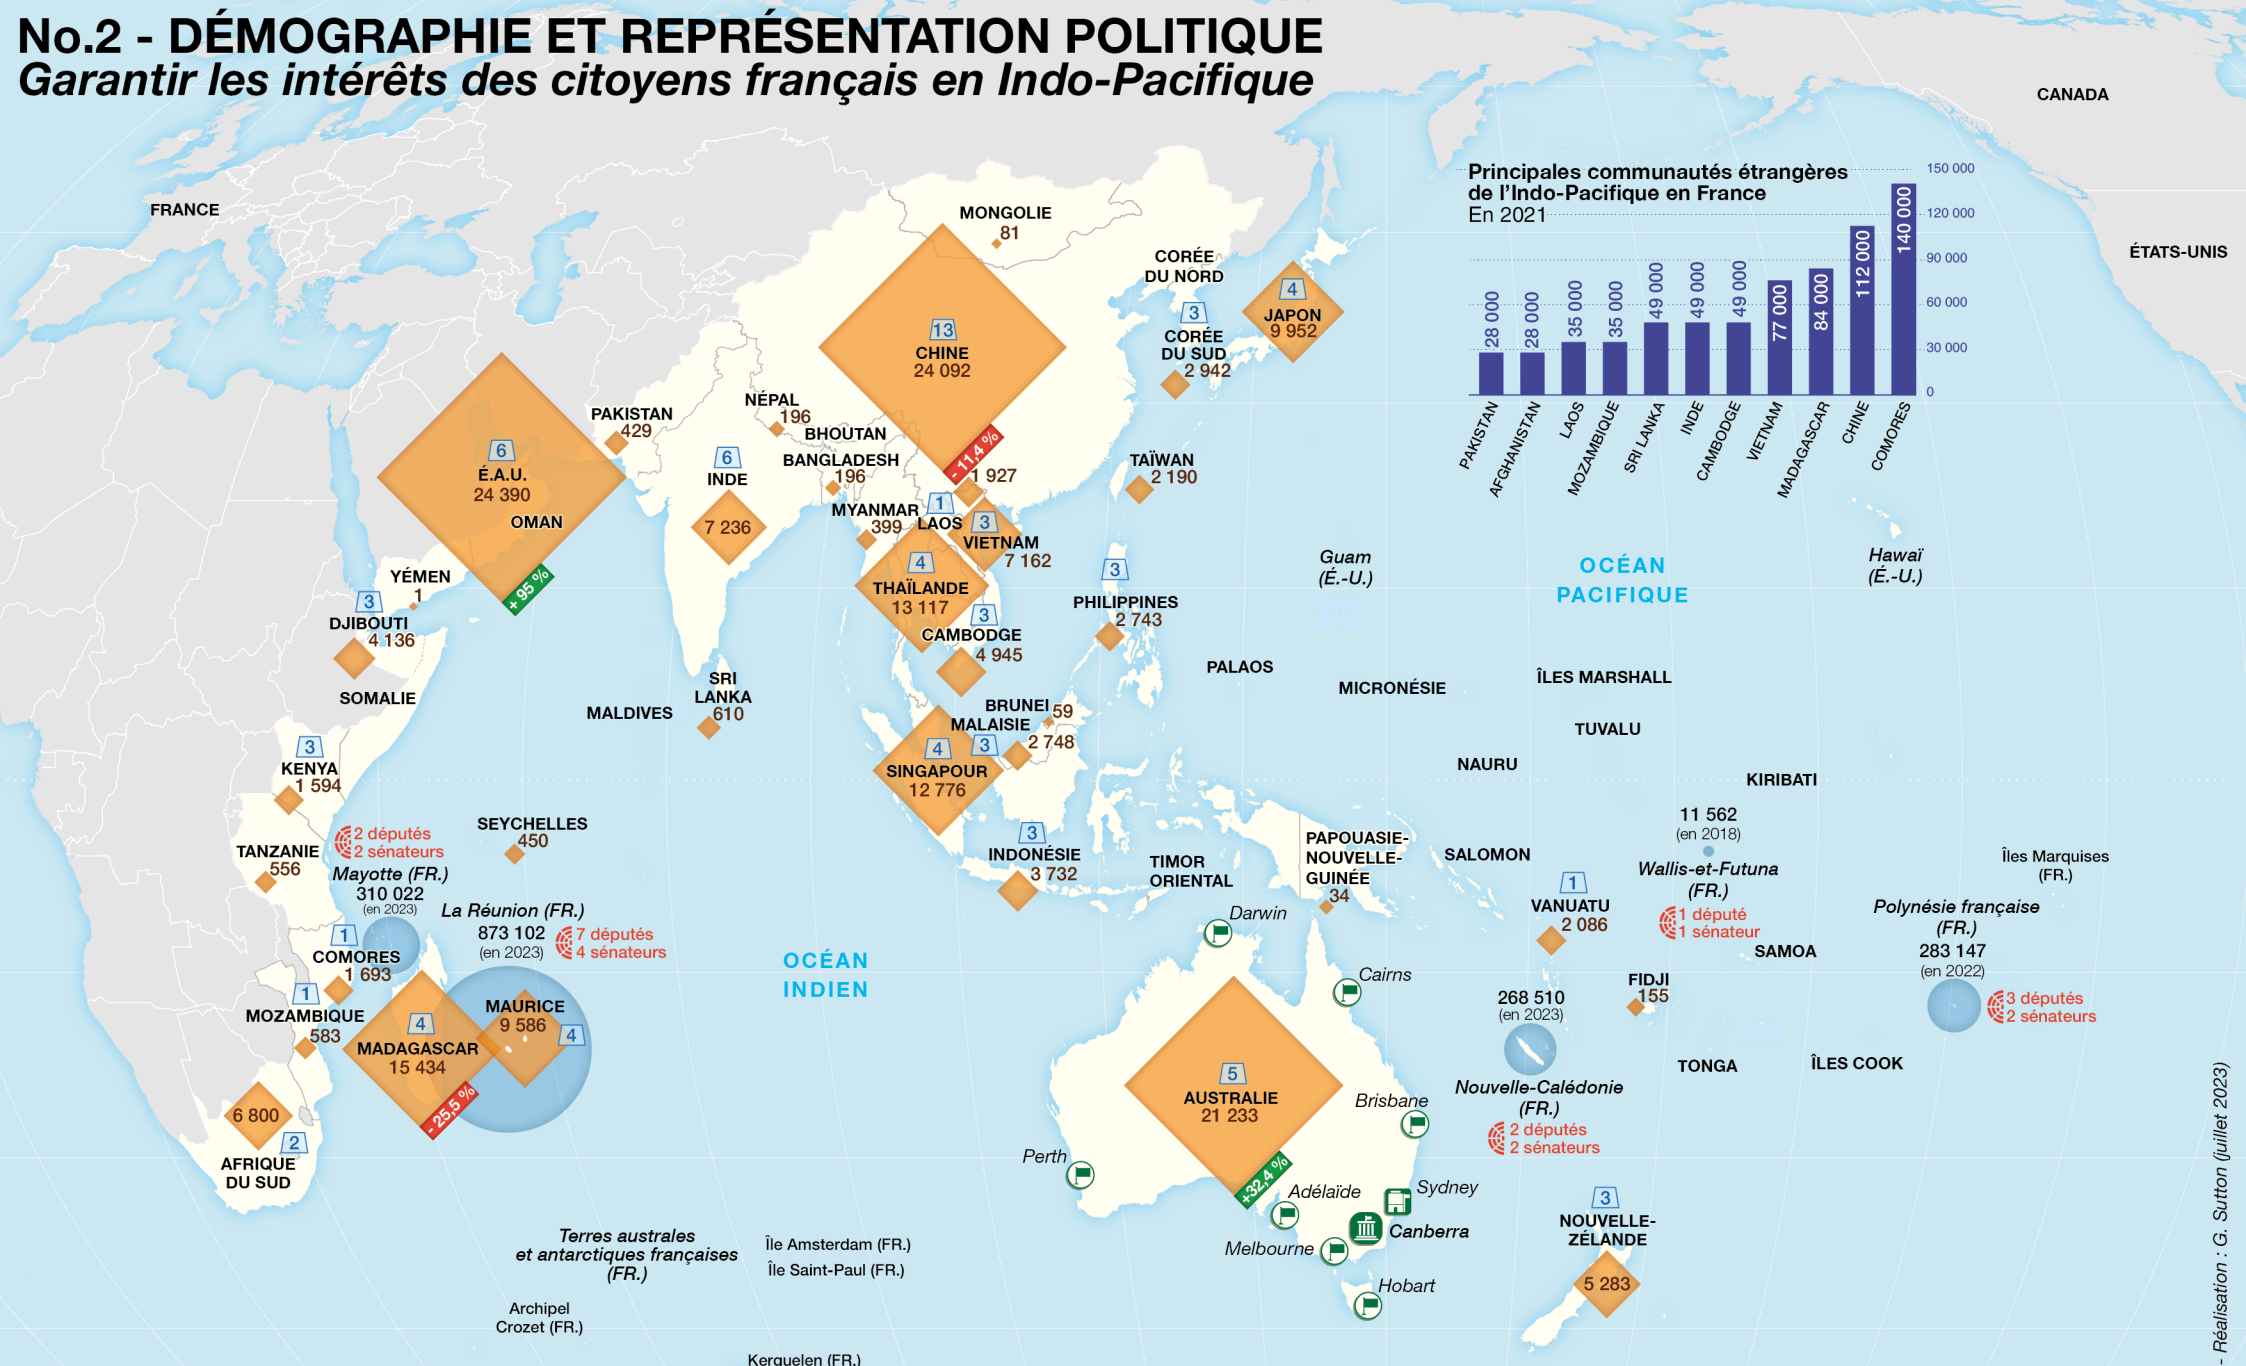 No.2 - DÉMOGRAPHIE ET REPRÉSENTATION POLITIQUE
Garantir les intérêts des citoyens français en Indo-Pacifique
CANADA
FRANCE
ÉTATS-UNIS
Principales communautés étrangères
de l'Indo-Pacifique en France
En 2021
150 000
120 000
90 000
60 000
30 000
0
28 000
28 000
35 000
35 000
49 000
49 000
49 000
77 000
84 000
112 000
140 000
PAKISTAN
AFGHANISTAN
LAOS
MOZAMBIQUE
SRI LANKA
INDE
CAMBODGE
VIETNAM
MADAGASCAR
CHINE
COMORES
MONGOLIE
81
CORÉE
DU NORD
3
CORÉE
DU SUD
2 942
4
JAPON
9 952
13
CHINE
24 092
- 11,4 %
6
É.A.U.
24 390
OMAN
+ 95 %
PAKISTAN
429
NÉPAL
196
BHOUTAN
BANGLADESH
196
6
INDE
7 236
TAÏWAN
2 190
1 927
MYANMAR
399
1
LAOS
3
VIETNAM
7 162
4
THAÏLANDE
13 117
3
CAMBODGE
4 945
3
PHILIPPINES
2 743
YÉMEN
1
3
DJIBOUTI
4 136
SOMALIE
Guam
(É.-U.)
OCÉAN
PACIFIQUE
Hawaï
(É.-U.)
PALAOS
MICRONÉSIE
ÎLES MARSHALL
TUVALU
NAURU
KIRIBATI
MALDIVES
SRI
LANKA
610
BRUNEI
59
MALAISIE
3
2 748
4
SINGAPOUR
12 776
3
KENYA
1 594
TANZANIE
556
SEYCHELLES
450
2 députés
2 sénateurs
Mayotte (FR.)
310 022
(en 2023)
La Réunion (FR.)
873 102
(en 2023)
7 députés
4 sénateurs
1
COMORES
1 693
1
MOZAMBIQUE
583
4
MADAGASCAR
15 434
- 25,5 %
MAURICE
9 586
4
6 800
2
AFRIQUE
DU SUD
OCÉAN
INDIEN
3
INDONÉSIE
3 732
TIMOR
ORIENTAL
PAPOUASIE-
NOUVELLE-
GUINÉE
34
SALOMON
11 562
(en 2018)
Wallis-et-Futuna
(FR.)
1 député
1 sénateur
1
VANUATU
2 086
SAMOA
FIDJI
155
Îles Marquises
(FR.)
Polynésie française
(FR.)
283 147
(en 2022)
3 députés
2 sénateurs
268 510
(en 2023)
Nouvelle-Calédonie
(FR.)
2 députés
2 sénateurs
TONGA
ÎLES COOK
Darwin
Cairns
5
AUSTRALIE
21 233
+32,4 %
Brisbane
Perth
Adélaïde
Sydney
Canberra
Melbourne
Hobart
3
NOUVELLE-
ZÉLANDE
5 283
Terres australes
et antarctiques françaises
(FR.)
Île Amsterdam (FR.)
Île Saint-Paul (FR.)
Archipel
Crozet (FR.)
Kerguelen (FR.)
- Réalisation : G. Sutton (juillet 2023)